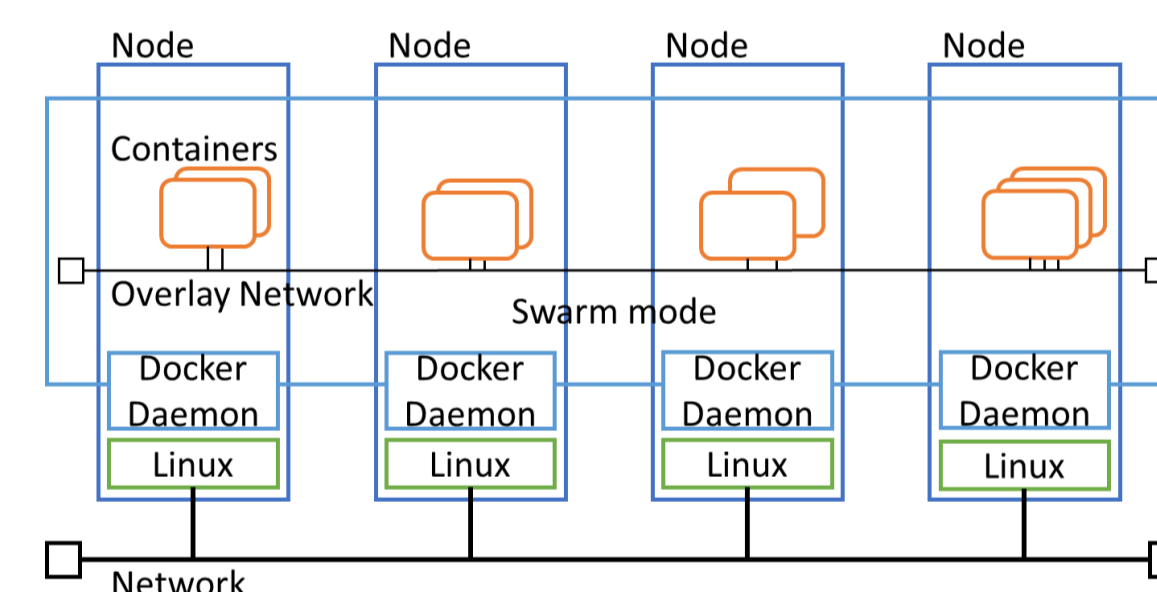 Node
Node
Node
Node
Containers
Overlay Network
Swarm mode
Docker
Daemon
Docker
Daemon
Docker
Daemon
Docker
Daemon
Linux
Linux
Linux
Linux
Network